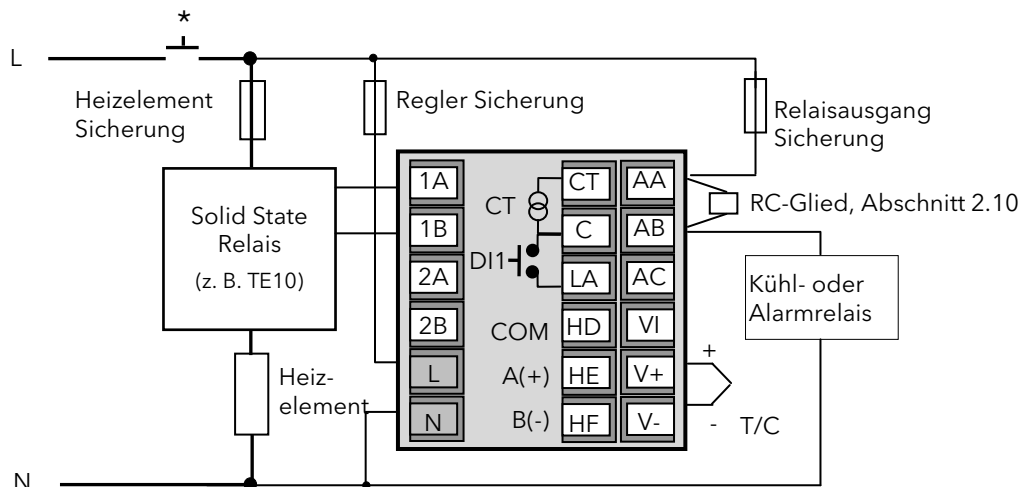 *
L
Heizelement
Sicherung
Regler Sicherung
Relaisausgang
Sicherung
Solid State
Relais
(z. B. TE10)
1A
1B
2A
2B
L
N
CT
DI1
COM
A(+)
B(-)
CT
C
LA
HD
HE
HF
AA
AB
AC
VI
V+
V-
RC-Glied, Abschnitt 2.10
Kühl- oder
Alarmrelais
+
-
T/C
Heiz-
element
N